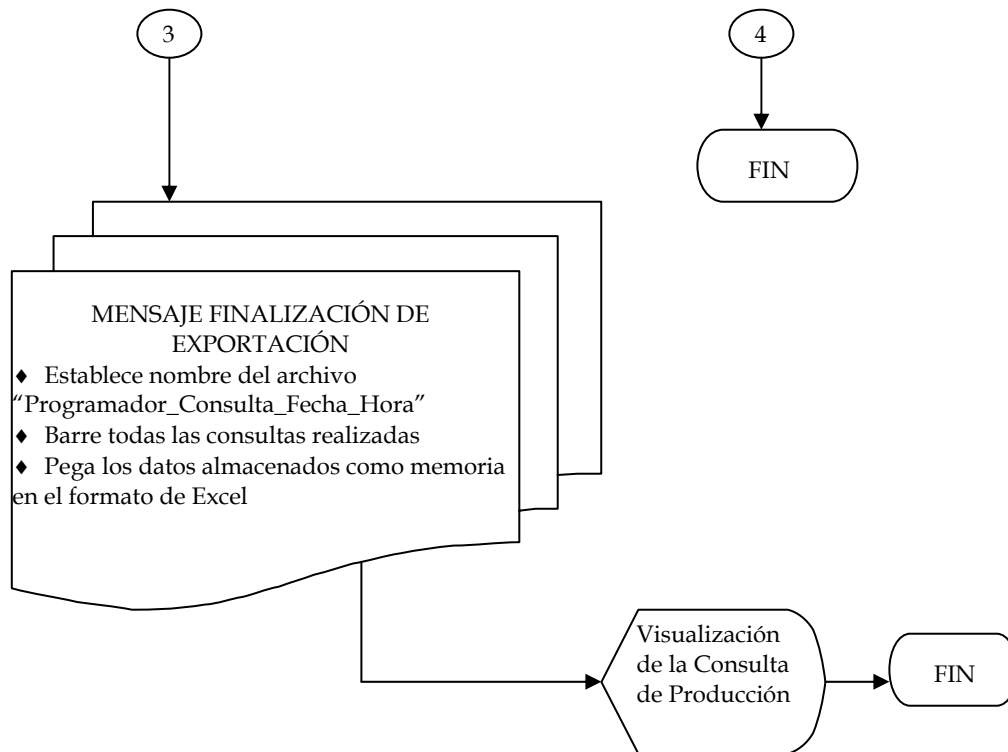 3
4
FIN
MENSAJE FINALIZACIÓN DE
EXPORTACIÓN
♦ Establece nombre del archivo
“Programador_Consulta_Fecha_Hora”
♦ Barre todas las consultas realizadas
♦ Pega los datos almacenados como memoria
en el formato de Excel
Visualización
de la Consulta
de Producción
FIN